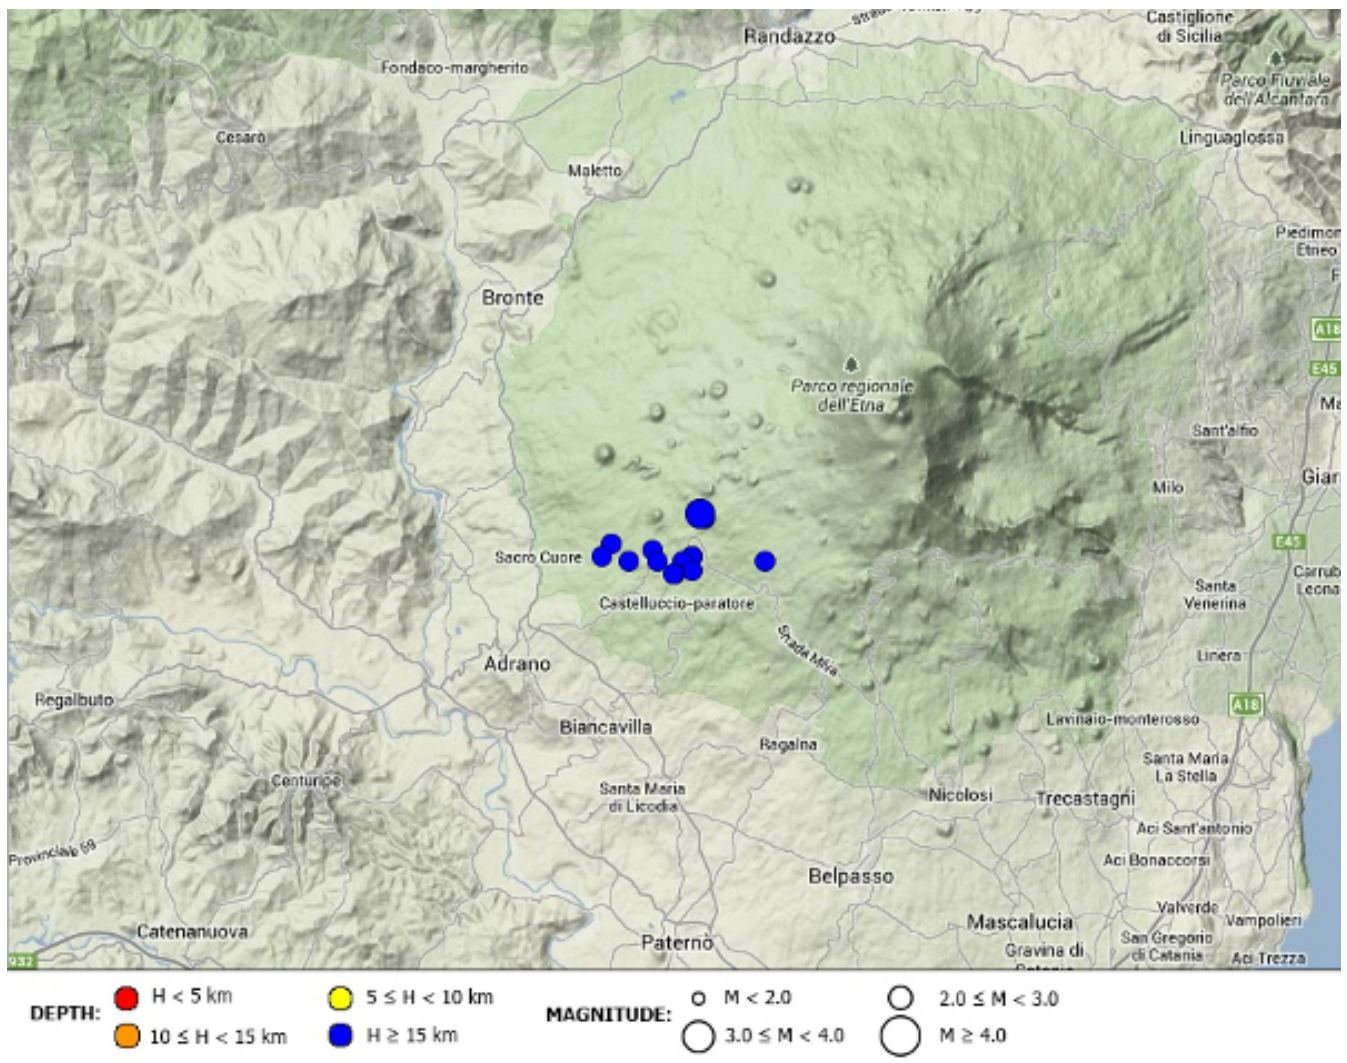 Randazzo
Castiglione
di Sicilia
Fondaco-margherito
Parco Fluviale
dell'Alcantara
Cesarò
Linguaglossa
Maletto
Piedimon
Etneo
F
Bronte
A18
E45
Parco regionale
dell'Etna
Ma
Sant'alfio
Giar
Milo
E45
Sacro Cuore
Carrub
Leona
Santa
Venerina
Castelluccio-paratore
Strada Milia
Linera
Adrano
Regalbuto
A18
Lavinaio-monterosso
Biancavilla
Ragalna
Santa Maria
La Stella
Centuripe
Santa Maria
di Licodia
Nicolosi
Trecastagni
Aci Sant'antonio
Provinciale 69
Aci Bonaccorsi
Belpasso
Valverde
Vampolieri
Mascalucia
Catenanuova
Paternò
San Gregorio
di Catania
Gravina di
Catania
Aci Trezza
932
DEPTH:
H < 5 km
5 ≤ H < 10 km
10 ≤ H < 15 km
H ≥ 15 km
MAGNITUDE:
M < 2.0
2.0 ≤ M < 3.0
3.0 ≤ M < 4.0
M ≥ 4.0